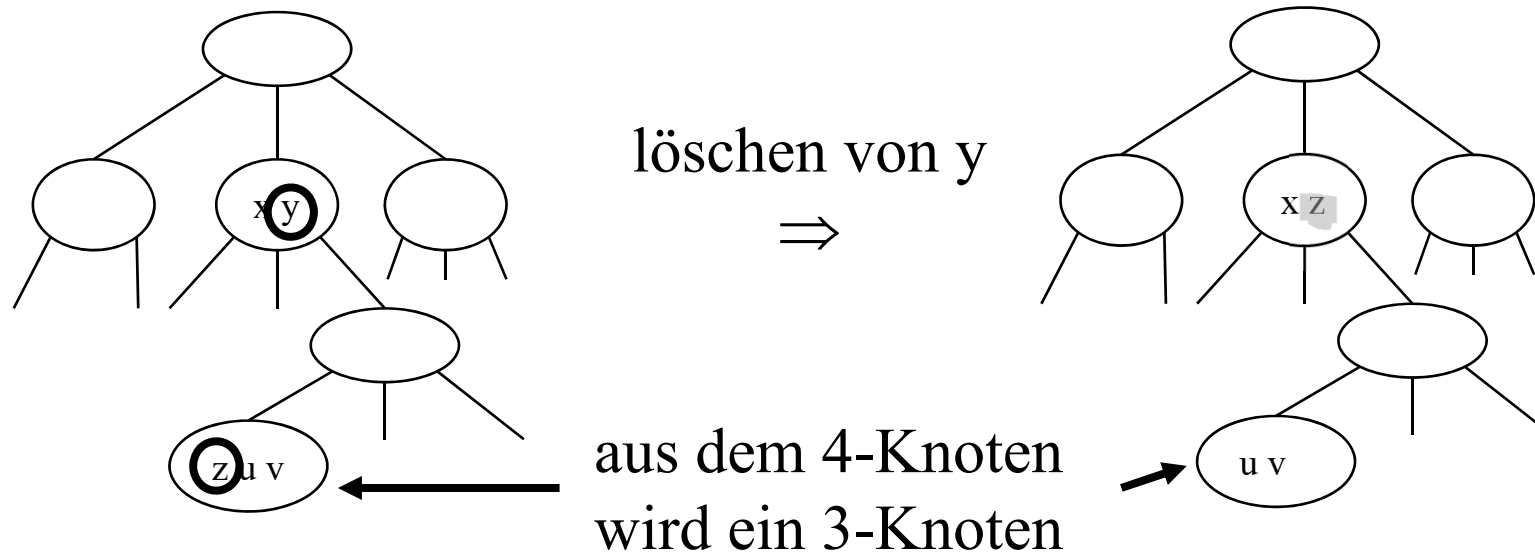 löschen von y
⇒
x y
x z
z u v
aus dem 4-Knoten
wird ein 3-Knoten
u v